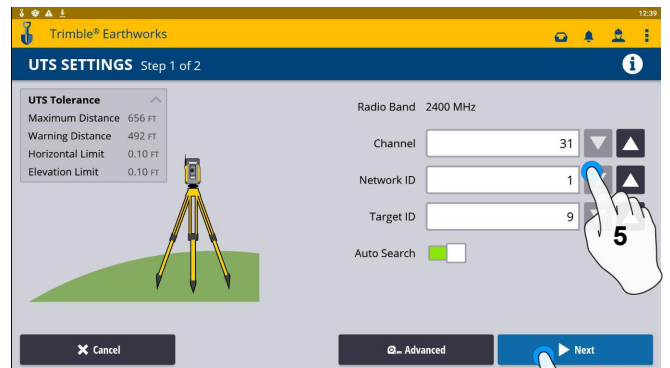 12:39
Trimble® Earthworks
UTS SETTINGS Step 1 of 2
UTS Tolerance
Maximum Distance 656 FT
Warning Distance 492 FT
Horizontal Limit 0.10 FT
Elevation Limit 0.10 FT
Radio Band 2400 MHz
Channel 31
Network ID 1
Target ID 9
5
Auto Search
Cancel
Advanced
Next